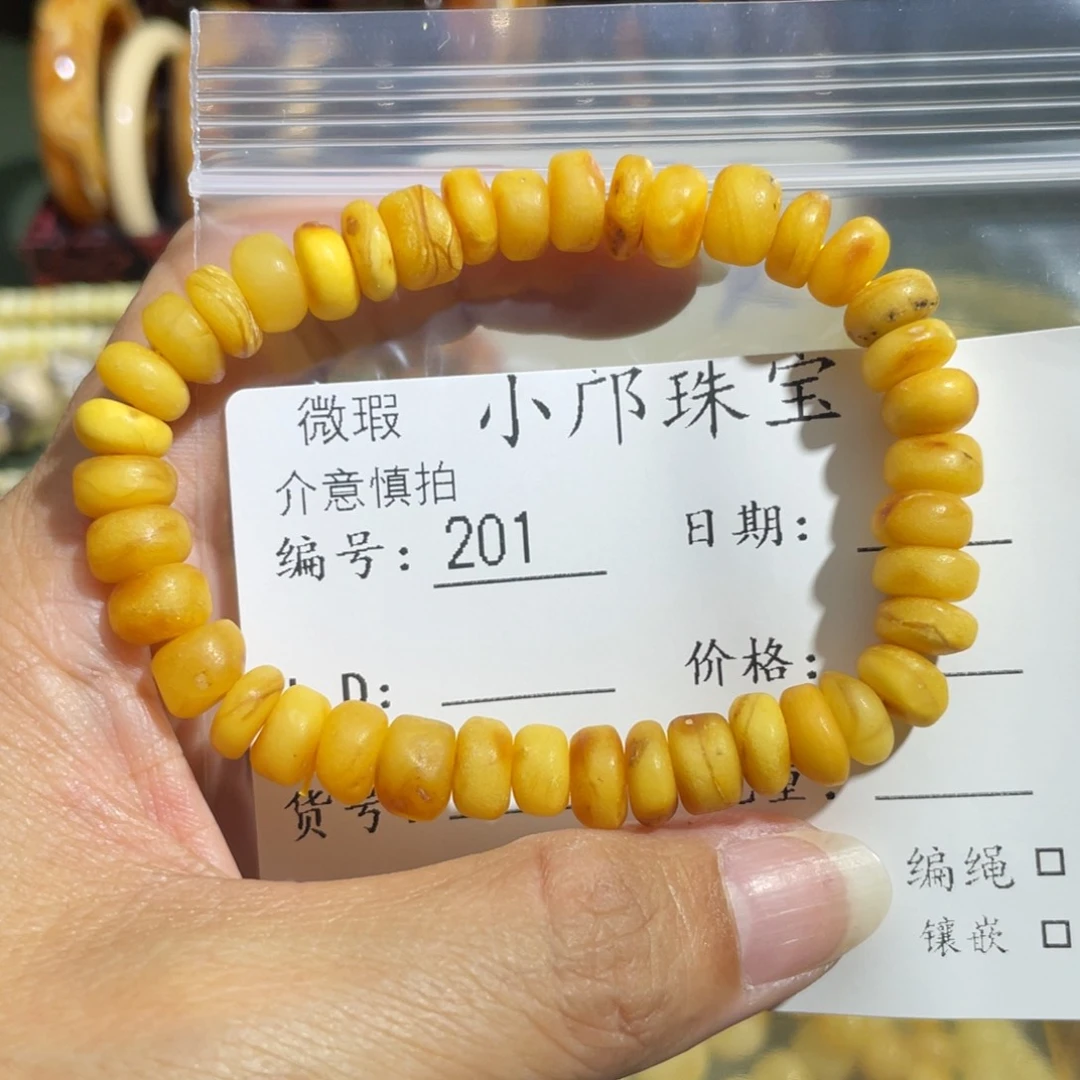 微瑕 小邝珠宝
介意慎拍
编号: 201 日期:
D: 价格:
货号:
编绳 □
镶嵌 □